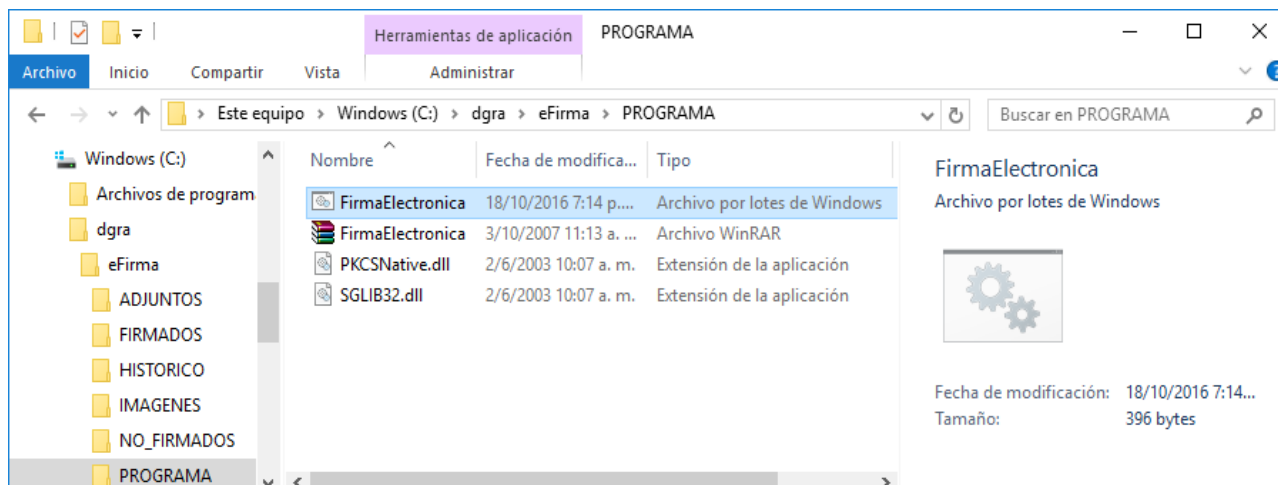 Herramientas de aplicación PROGRAMA
Archivo Inicio Compartir Vista Administrar
Este equipo > Windows (C:) > dgra > eFirma > PROGRAMA
Buscar en PROGRAMA
Windows (C:)
Archivos de program
dgra
eFirma
ADJUNTOS
FIRMADOS
HISTORICO
IMAGENES
NO_FIRMADOS
PROGRAMA
Nombre Fecha de modifica... Tipo
FirmaElectronica 18/10/2016 7:14 p.... Archivo por lotes de Windows
FirmaElectronica 3/10/2007 11:13 a. ... Archivo WinRAR
PKCSNative.dll 2/6/2003 10:07 a. m. Extensión de la aplicación
SGLIB32.dll 2/6/2003 10:07 a. m. Extensión de la aplicación
FirmaElectronica
Archivo por lotes de Windows
Fecha de modificación: 18/10/2016 7:14...
Tamaño: 396 bytes